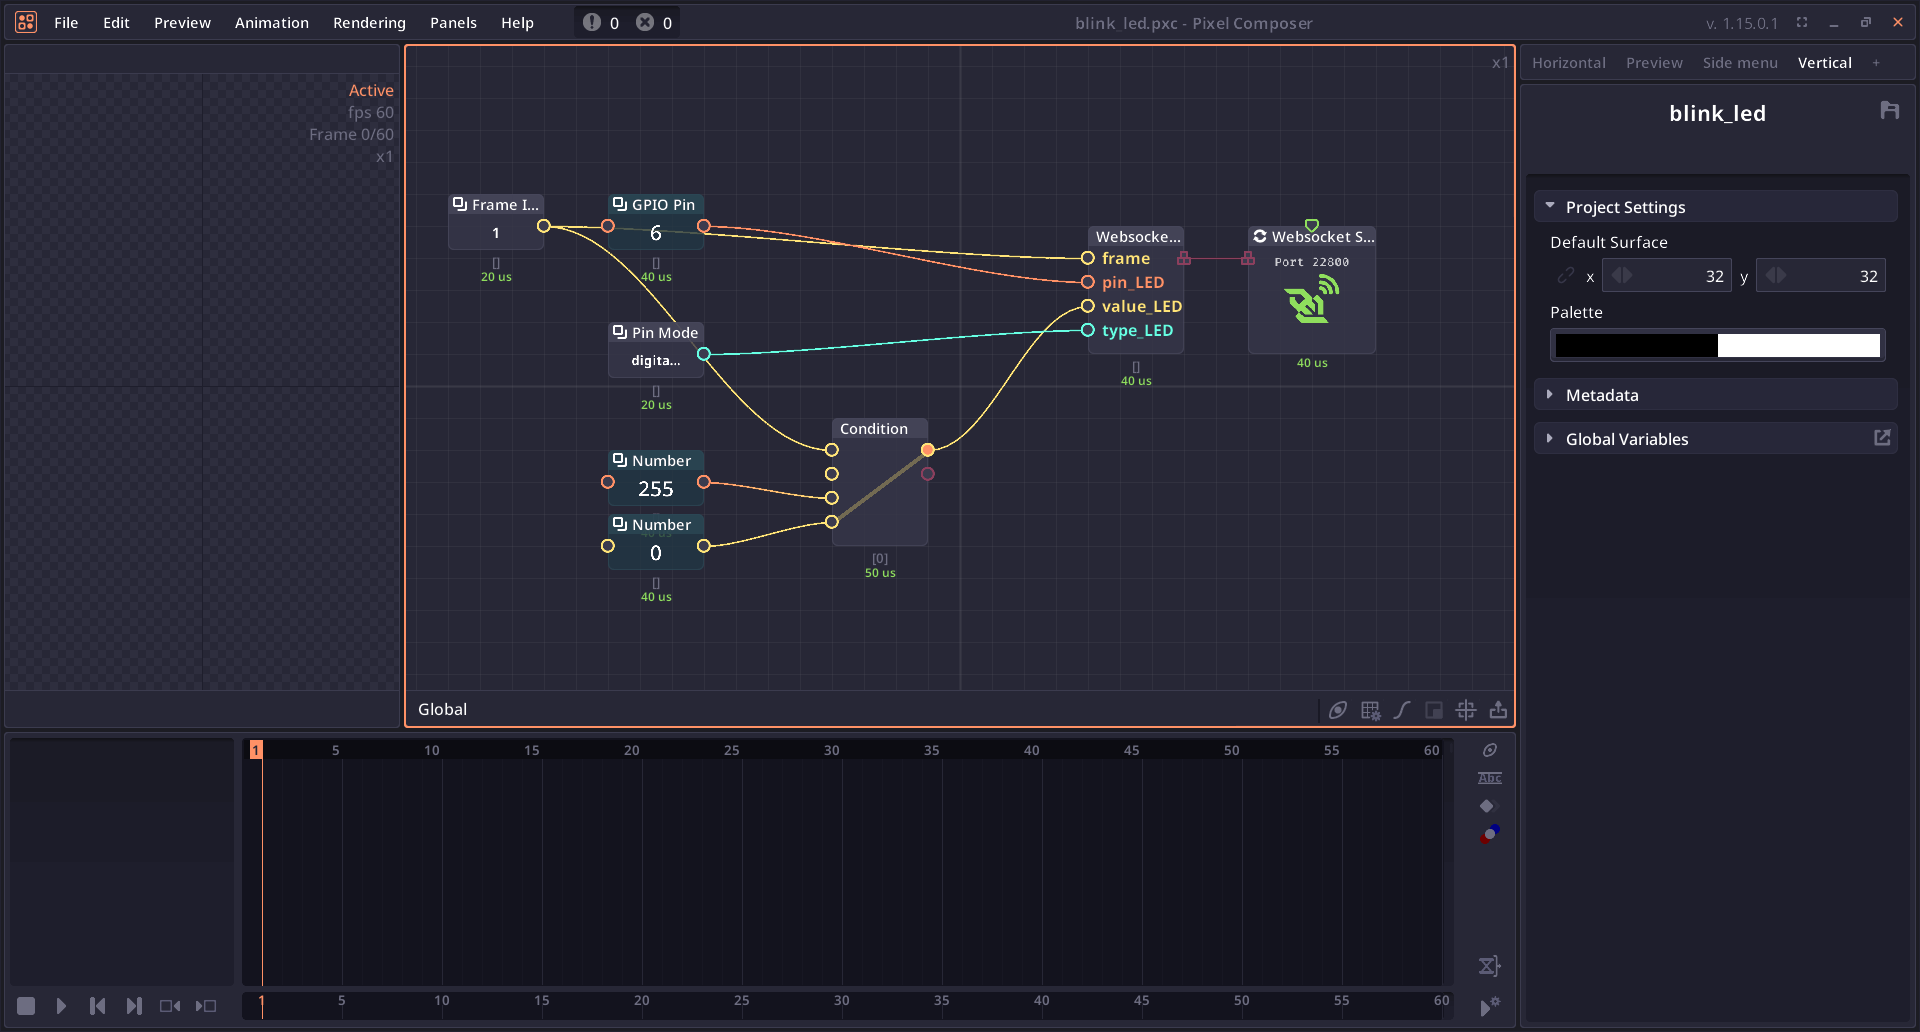 File Edit Preview Animation Rendering Panels Help 0 0 blink_led.pxc - Pixel Composer v. 1.15.0.1
Active
fps 60
Frame 0/60
x1
x1
Frame I...
1
[]
20 us
GPIO Pin
6
[]
40 us
Pin Mode
digita...
[]
20 us
Number
255
Number
0
[]
40 us
Condition
[0]
50 us
Websocke...
frame
pin_LED
value_LED
type_LED
[]
40 us
Websocket S...
Port 22800
40 us
Global
Horizontal Preview Side menu Vertical +
blink_led
Project Settings
Default Surface
x 32 y 32
Palette
Metadata
Global Variables
1 5 10 15 20 25 30 35 40 45 50 55 60
Abc
1 5 10 15 20 25 30 35 40 45 50 55 60